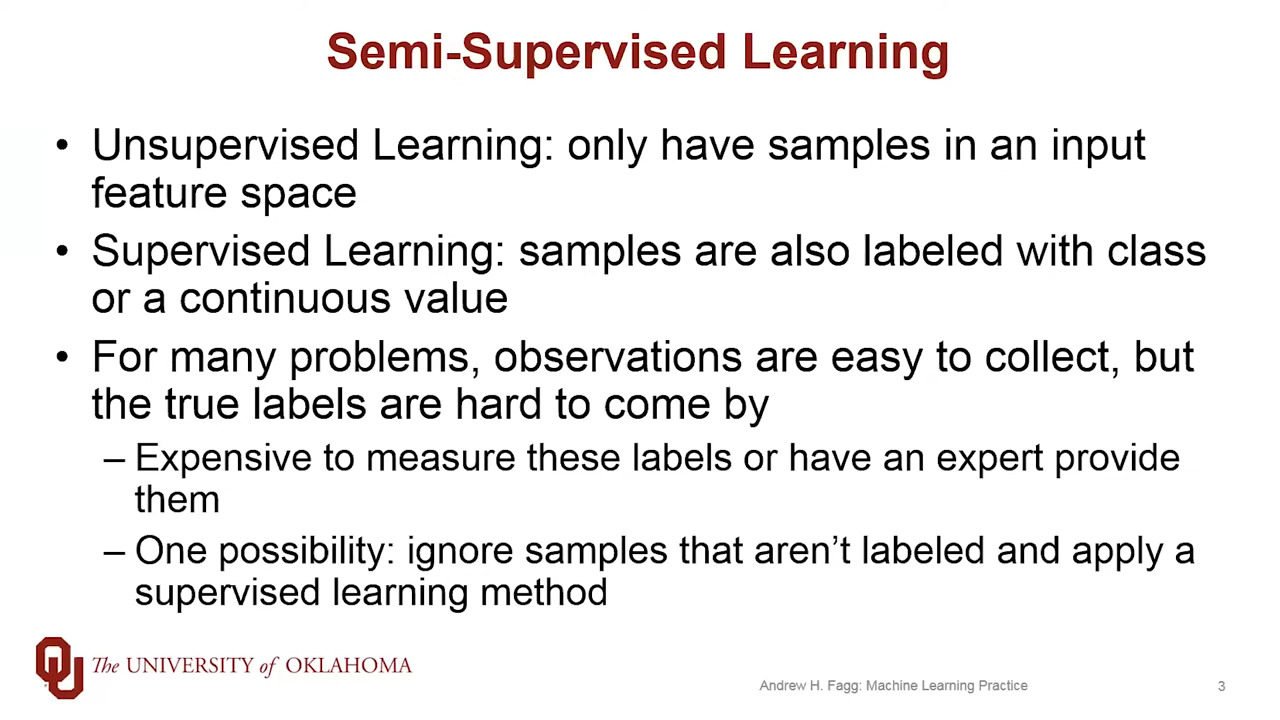 Semi-Supervised Learning
• Unsupervised Learning: only have samples in an input
feature space
• Supervised Learning: samples are also labeled with class
or a continuous value
• For many problems, observations are easy to collect, but
the true labels are hard to come by
– Expensive to measure these labels or have an expert provide
them
– One possibility: ignore samples that aren’t labeled and apply a
supervised learning method
The UNIVERSITY of OKLAHOMA
Andrew H. Fagg: Machine Learning Practice
3